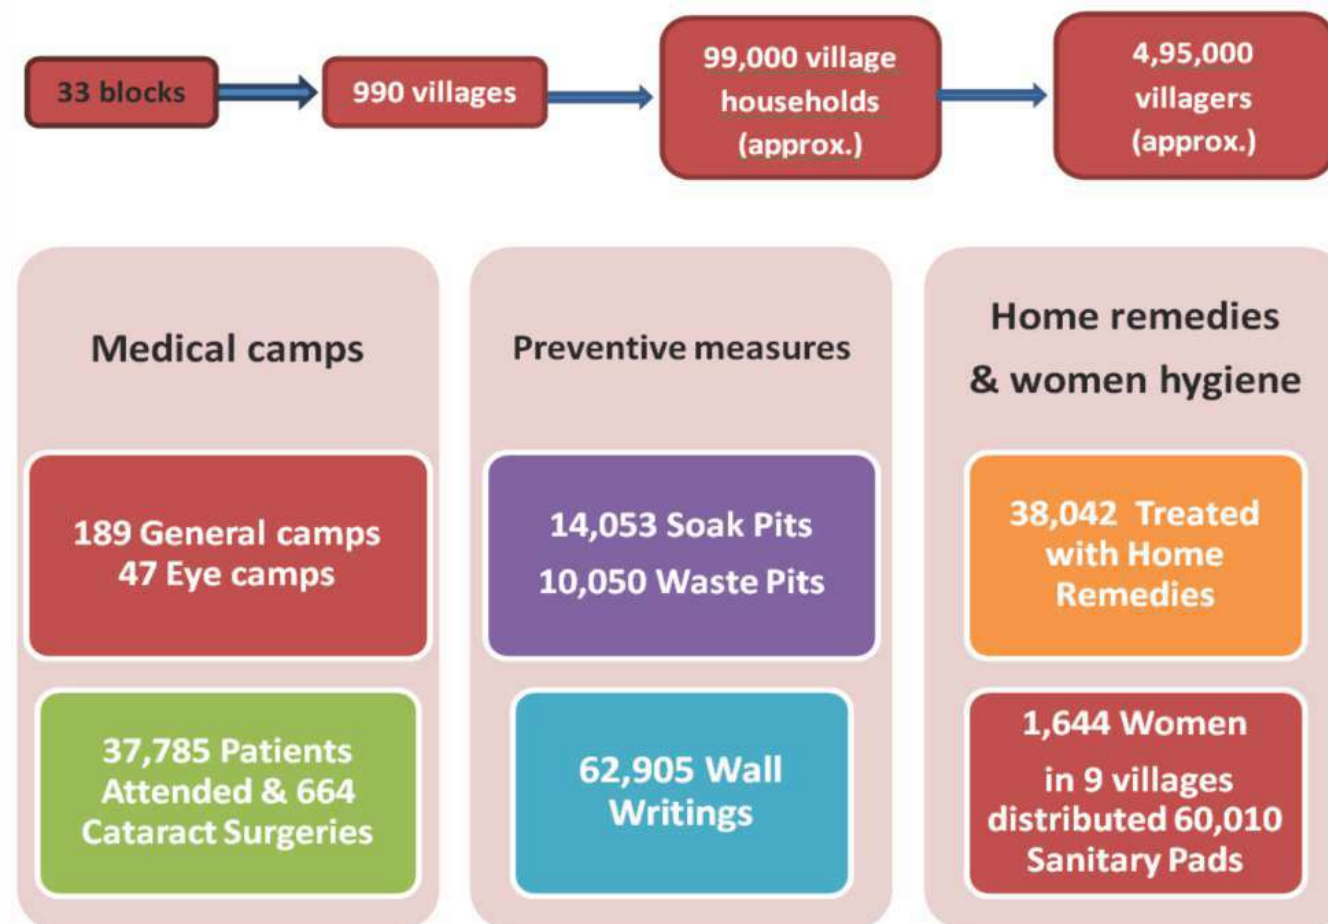 33 blocks
990 villages
99,000 village
households
(approx.)
4,95,000
villagers
(approx.)
Medical camps
189 General camps
47 Eye camps
37,785 Patients
Attended & 664
Cataract Surgeries
Preventive measures
14,053 Soak Pits
10,050 Waste Pits
62,905 Wall
Writings
Home remedies
& women hygiene
38,042 Treated
with Home
Remedies
1,644 Women
in 9 villages
distributed 60,010
Sanitary Pads